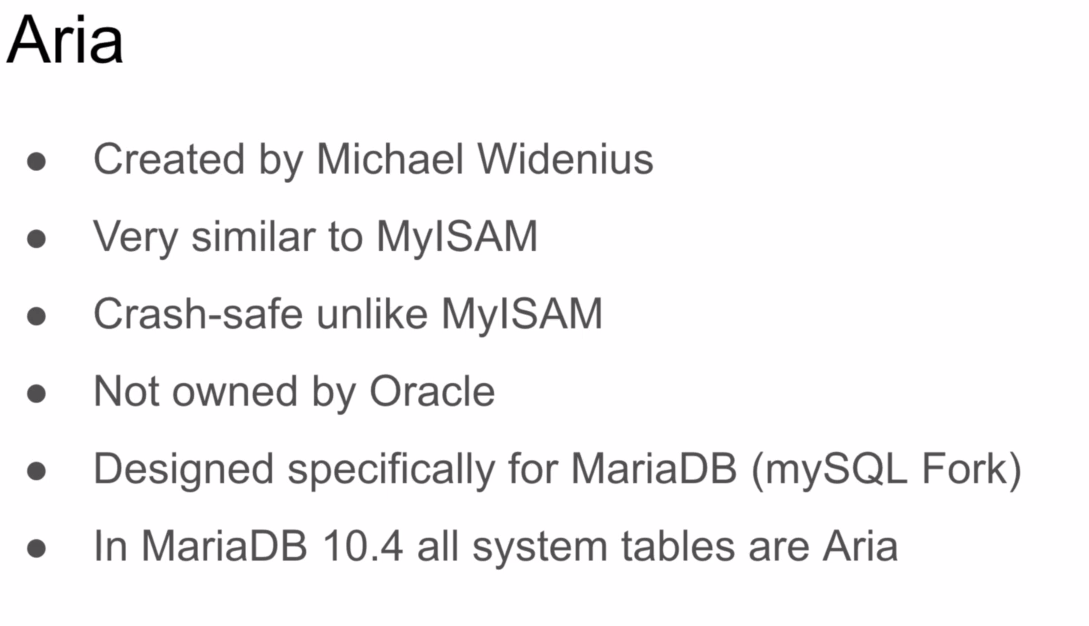 Aria
● Created by Michael Widenius
● Very similar to MyISAM
● Crash-safe unlike MyISAM
● Not owned by Oracle
● Designed specifically for MariaDB (mySQL Fork)
● In MariaDB 10.4 all system tables are Aria